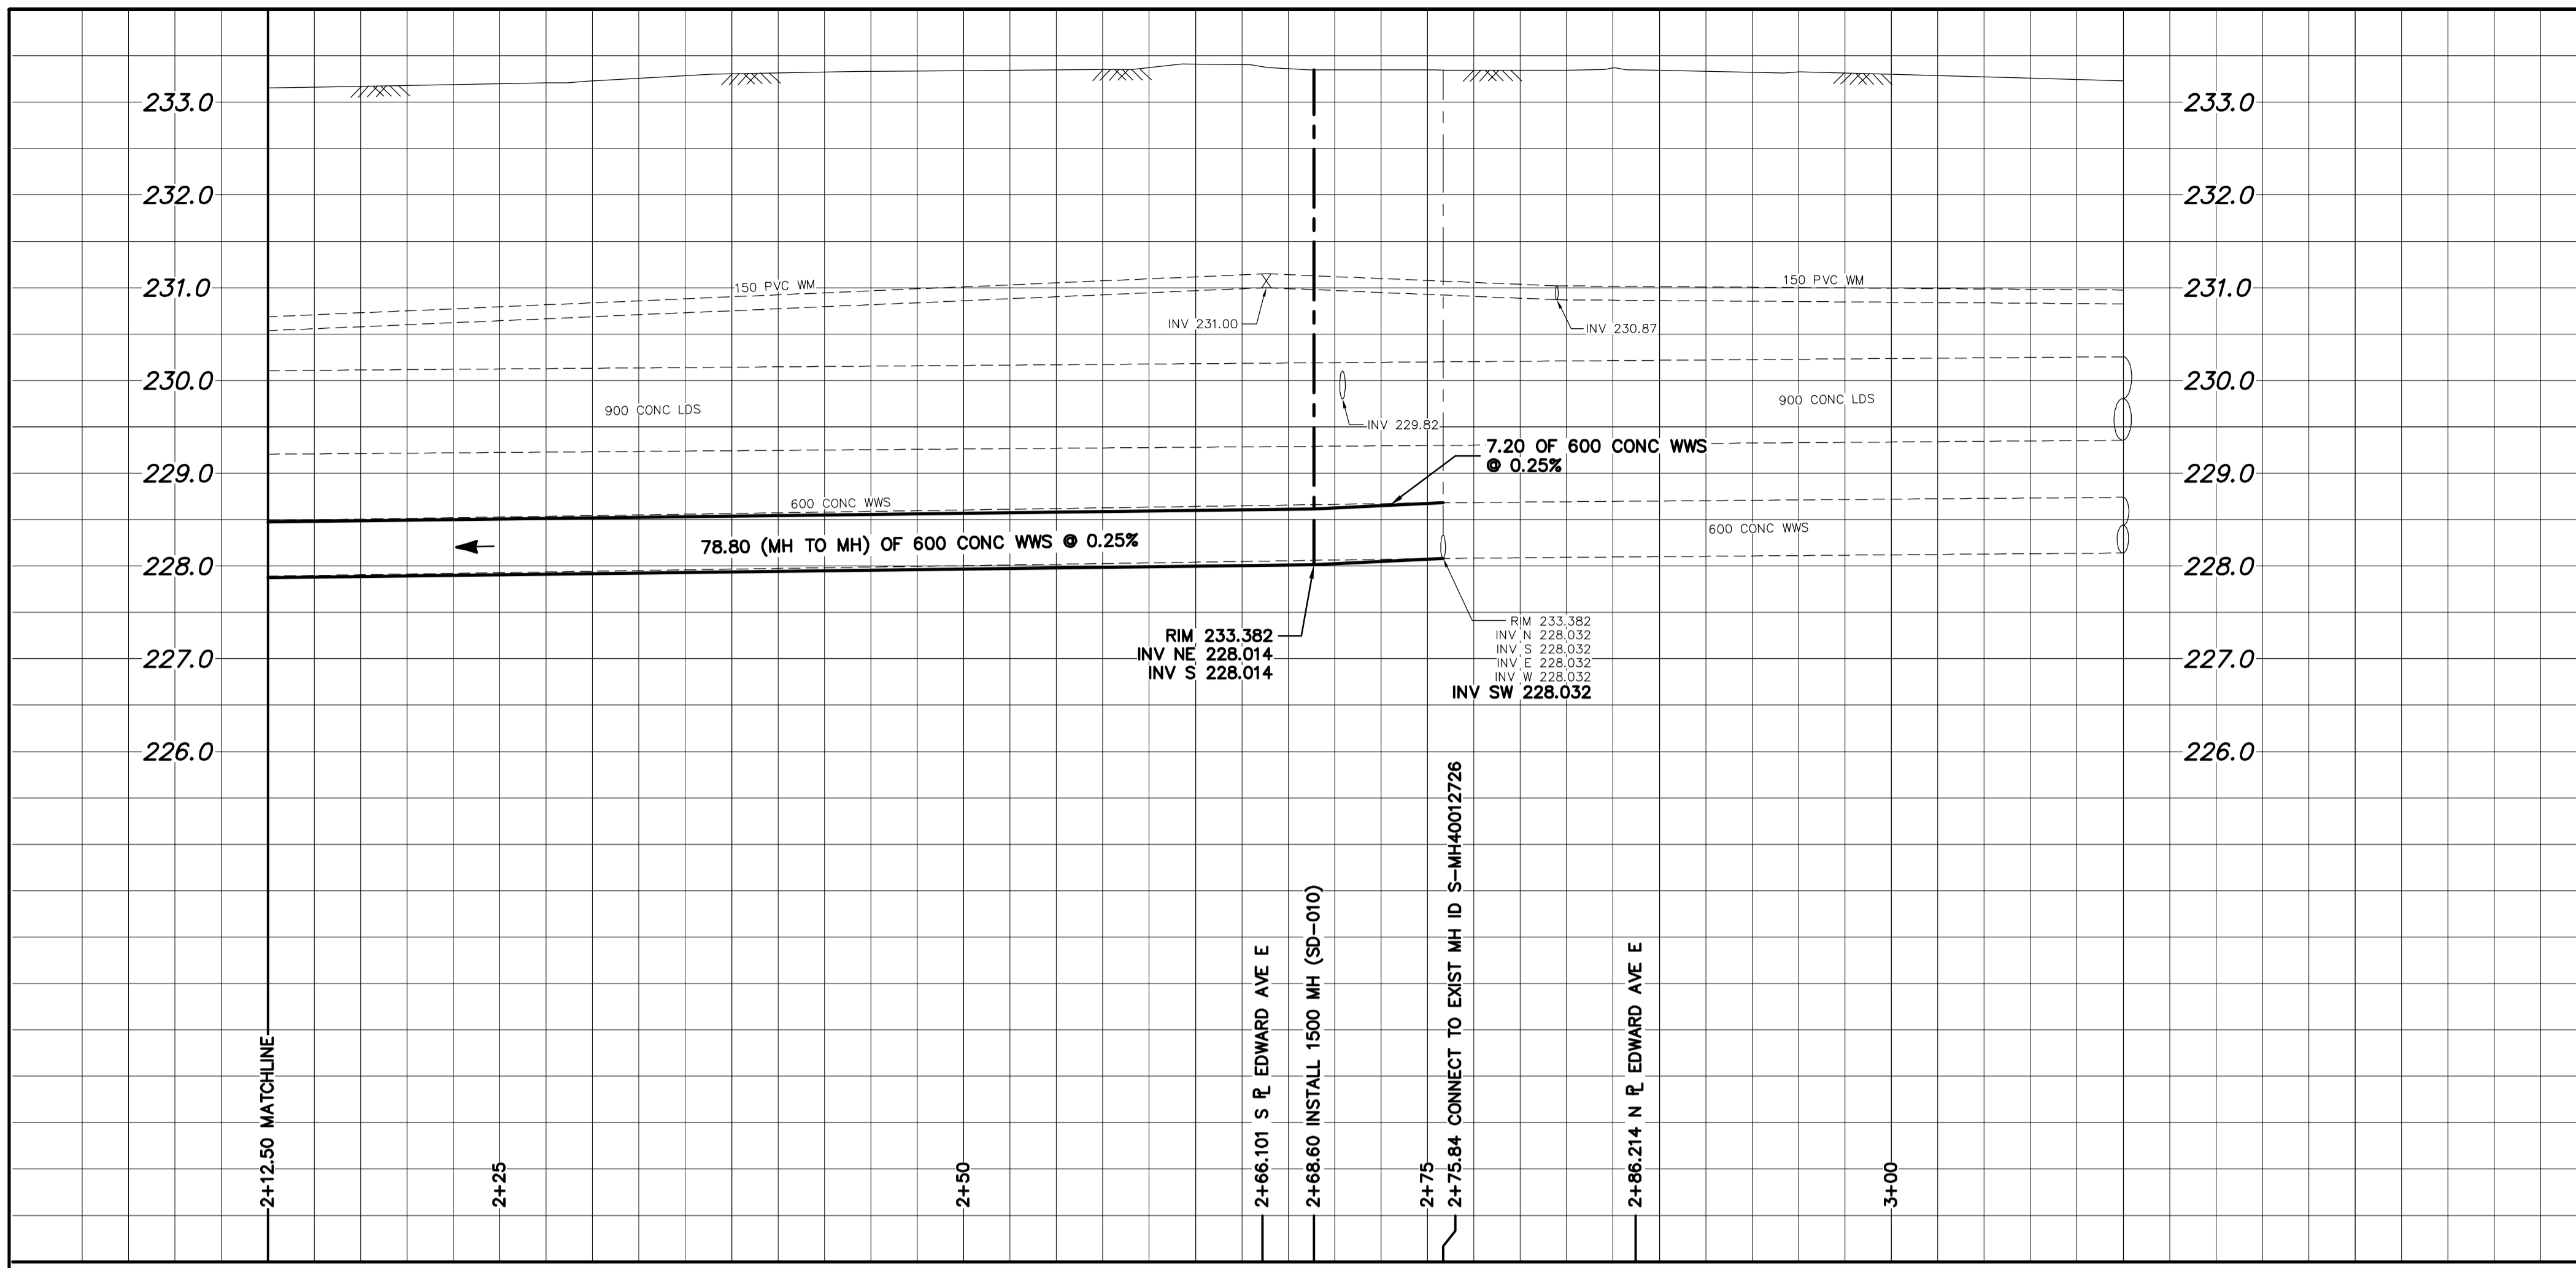 233.0
233.0
232.0
232.0
150 PVC WM
150 PVC WM
231.0
231.0
INV 231.00
INV 230.87
230.0
230.0
900 CONC LDS
900 CONC LDS
INV 229.82
7.20 OF 600 CONC WWS
@ 0.25%
229.0
229.0
600 CONC WWS
600 CONC WWS
78.80 (MH TO MH) OF 600 CONC WWS @ 0.25%
228.0
228.0
RIM 233.382
INV NE 228.014
INV S 228.014
RIM 233.382
INV N 228.032
INV S 228.032
INV E 228.032
INV W 228.032
INV SW 228.032
227.0
227.0
226.0
226.0
2+12.50 MATCHLINE
2+25
2+50
2+66.101 S PL EDWARD AVE E
2+68.60 INSTALL 1500 MH (SD-010)
2+75
2+75.84 CONNECT TO EXIST MH ID S-MH40012726
2+86.214 N PL EDWARD AVE E
3+00